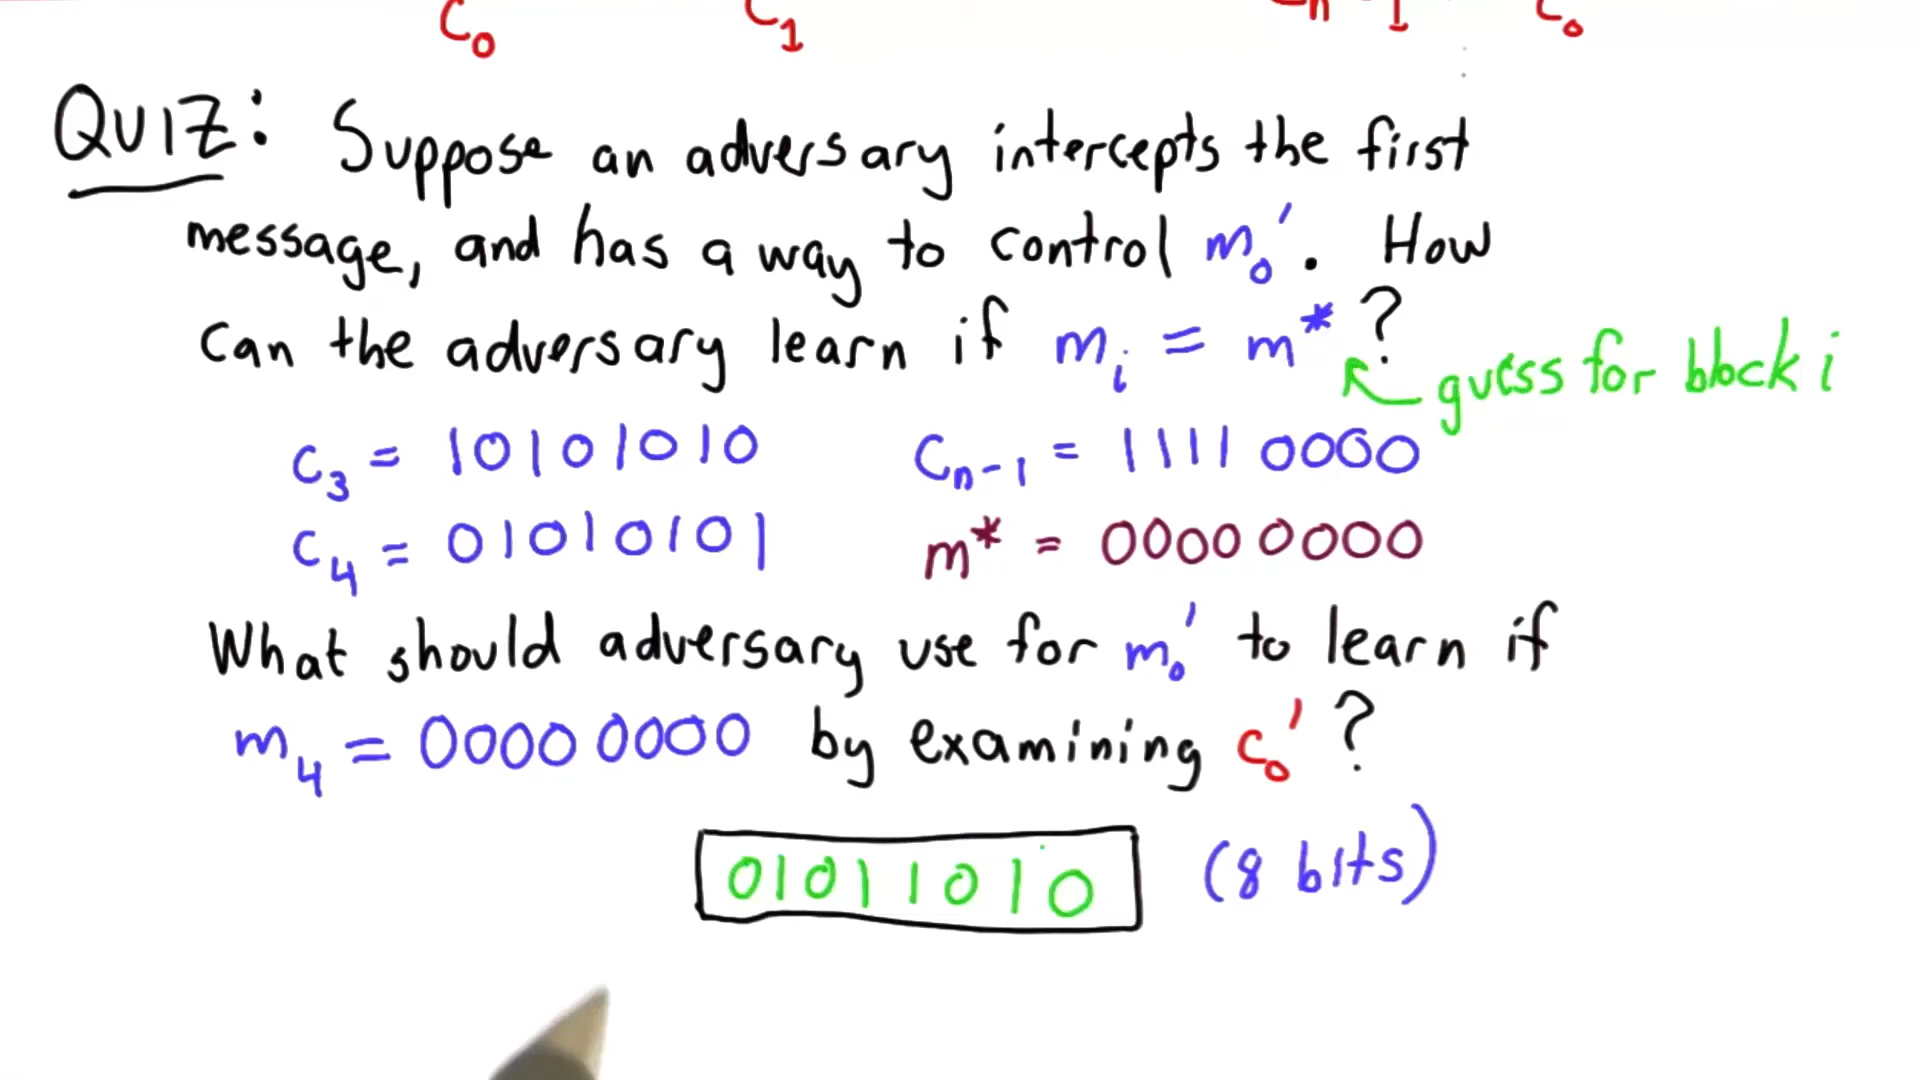 C₀ C₁ Cₙ₋₁ C₀
QUIZ: Suppose an adversary intercepts the first
message, and has a way to control m₀'. How
can the adversary learn if mᵢ = m*?
guess for block i
C₃ = 10101010 Cₙ₋₁ = 11110000
C₄ = 01010101 m* = 00000000
What should adversary use for m₀' to learn if
m₄ = 00000000 by examining C₀'?
01011010 (8 bits)